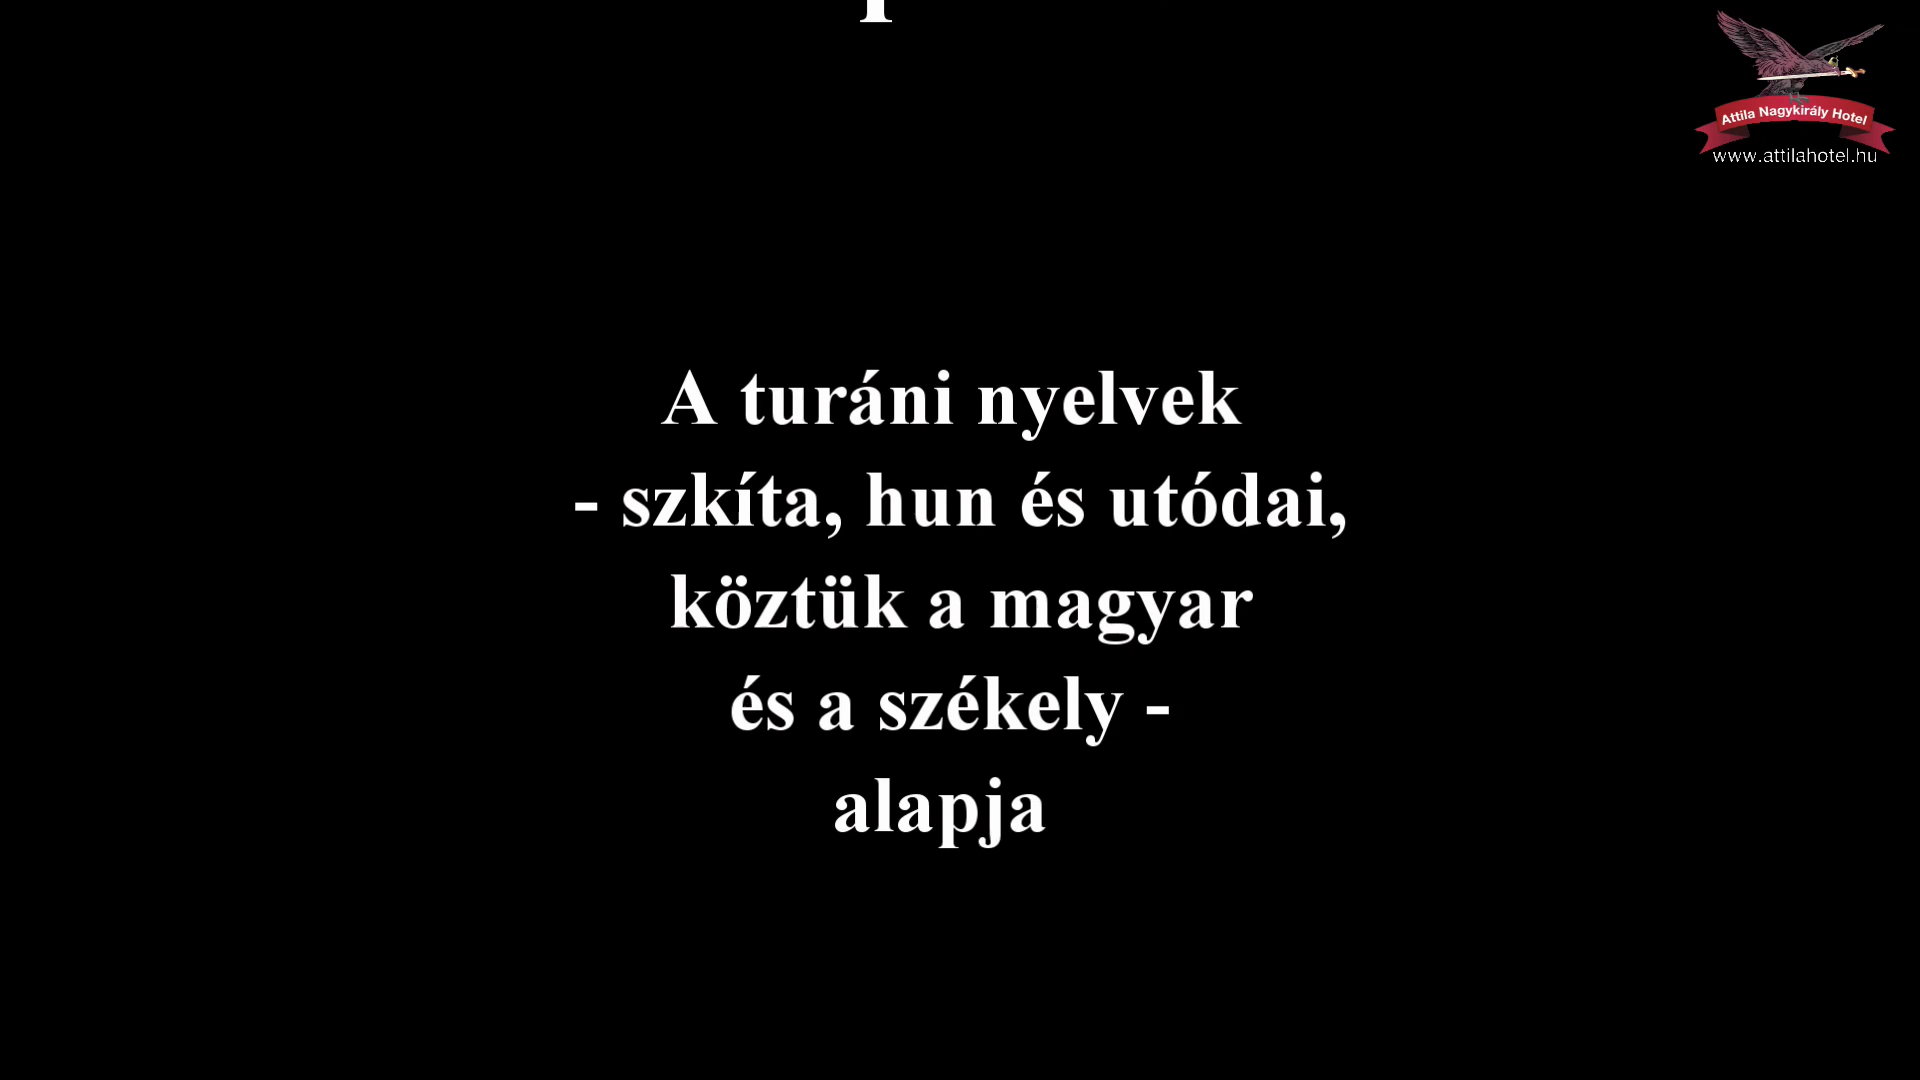 Attila Nagykirály Hotel
www.attilahotel.hu
A turáni nyelvek
- szkíta, hun és utódai,
köztük a magyar
és a székely -
alapja